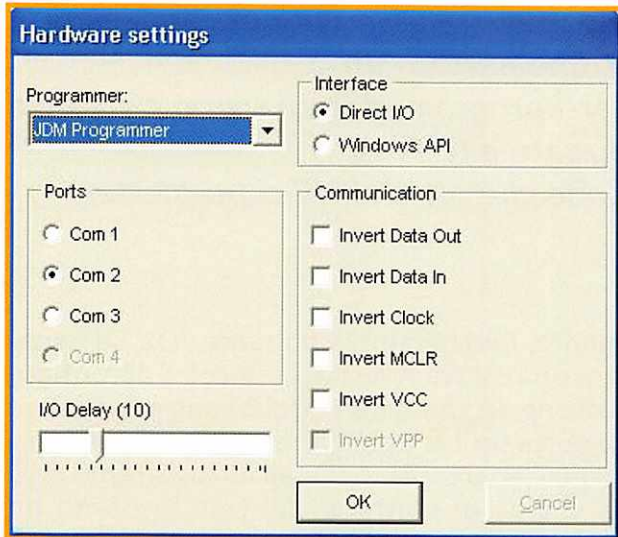 Hardware settings
Programmer:
JDM Programmer
Interface
Direct I/O
Windows API
Ports
Com 1
Com 2
Com 3
Com 4
I/O Delay (10)
Communication
Invert Data Out
Invert Data In
Invert Clock
Invert MCLR
Invert VCC
Invert VPP
OK
Cancel